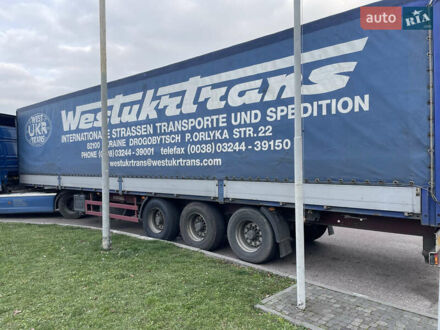 auto RIA
Westukrtrans
WEST
UKR
TRANS
INTERNATIONALE STRASSEN TRANSPORTE UND SPEDITION
82100 UKRAINE DROGOBYTSCH P.ORLYKA STR.22
PHONE (0038) 03244-39001 telefax (0038) 03244-39150
westukrtrans@westukrtrans.com